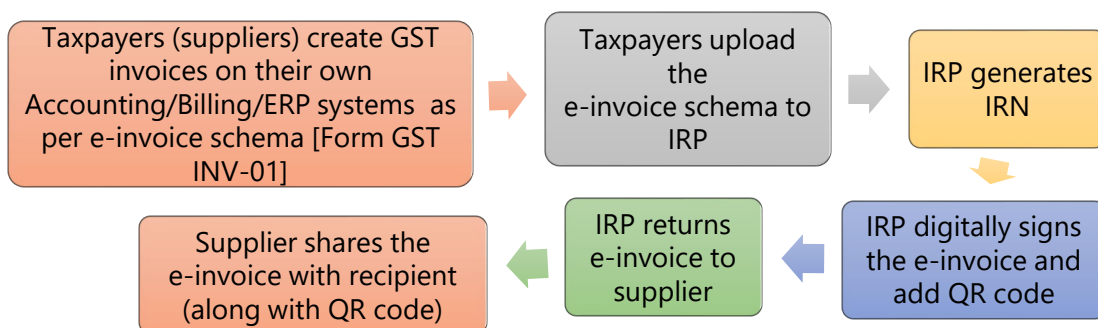 Taxpayers (suppliers) create GST
invoices on their own
Accounting/Billing/ERP systems as
per e-invoice schema [Form GST
INV-01]
Taxpayers upload
the
e-invoice schema to
IRP
IRP generates
IRN
IRP digitally signs
the e-invoice and
add QR code
IRP returns
e-invoice to
supplier
Supplier shares the
e-invoice with recipient
(along with QR code)